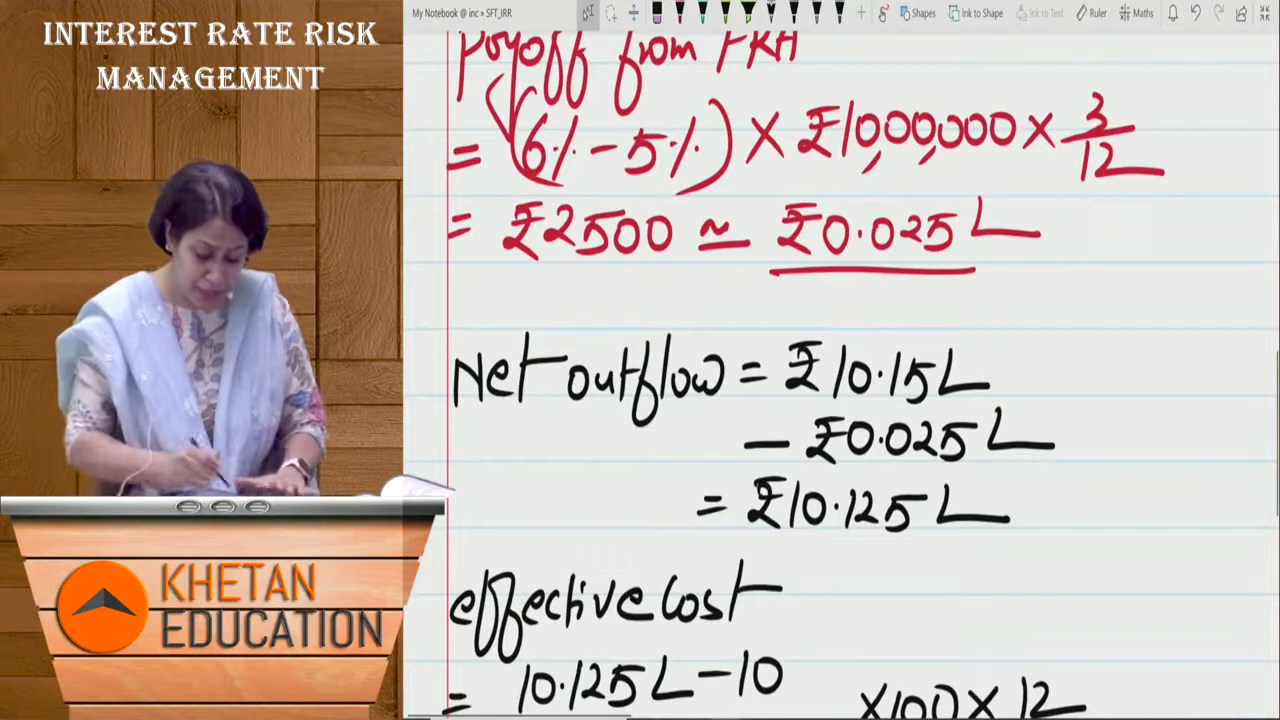 INTEREST RATE RISK
MANAGEMENT
My Notebook @ inc » SFT_IRR
Shapes
Ink to Shape
Ink to Text
Ruler
Maths
Payoff from FRA
= (6% - 5%) × ₹10,00,000 × 3/12
= ₹2500 ≃ ₹0.025 L
Net outflow = ₹10.15L
- ₹0.025 L
= ₹10.125 L
effective cost
= 10.125 L - 10
×100 × 12
KHETAN
EDUCATION